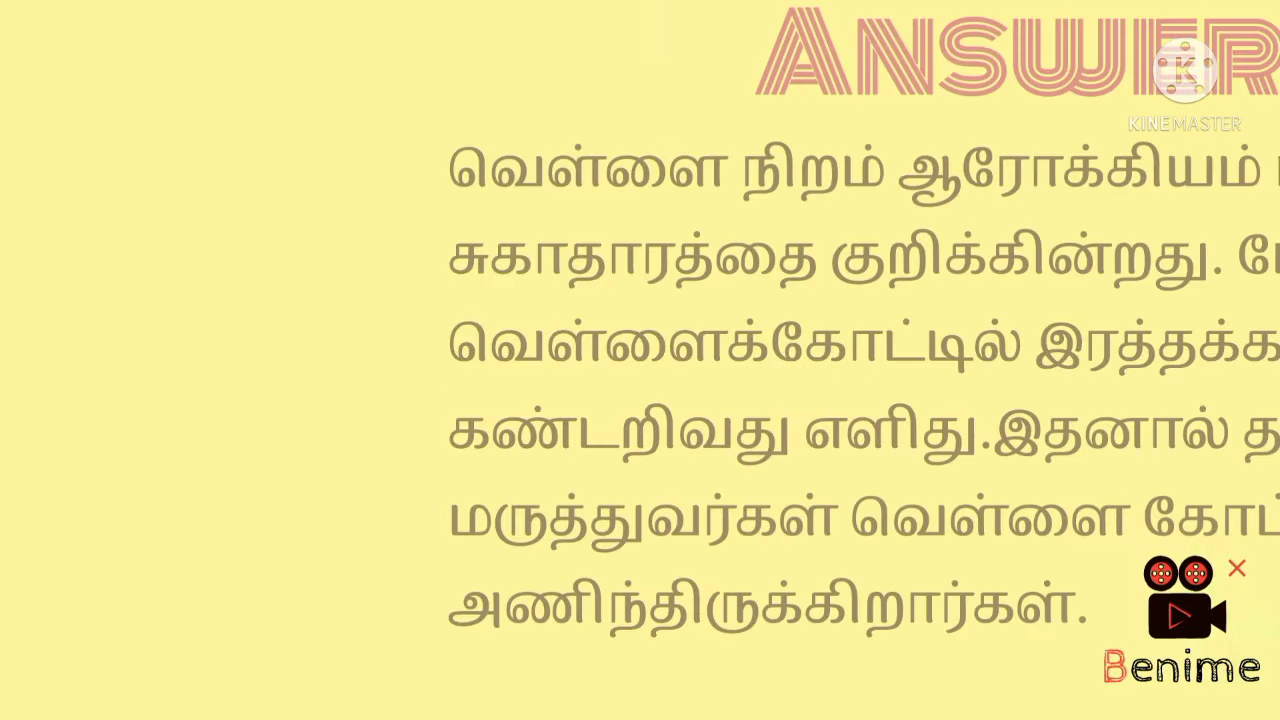 ANSWER
KINEMASTER
வெள்ளை நிறம் ஆரோக்கியம்
சுகாதாரத்தை குறிக்கின்றது.
வெள்ளைக்கோட்டில் இரத்தக்க
கண்டறிவது எளிது.இதனால் த
மருத்துவர்கள் வெள்ளை கோட்
அணிந்திருக்கிறார்கள்.
Benime